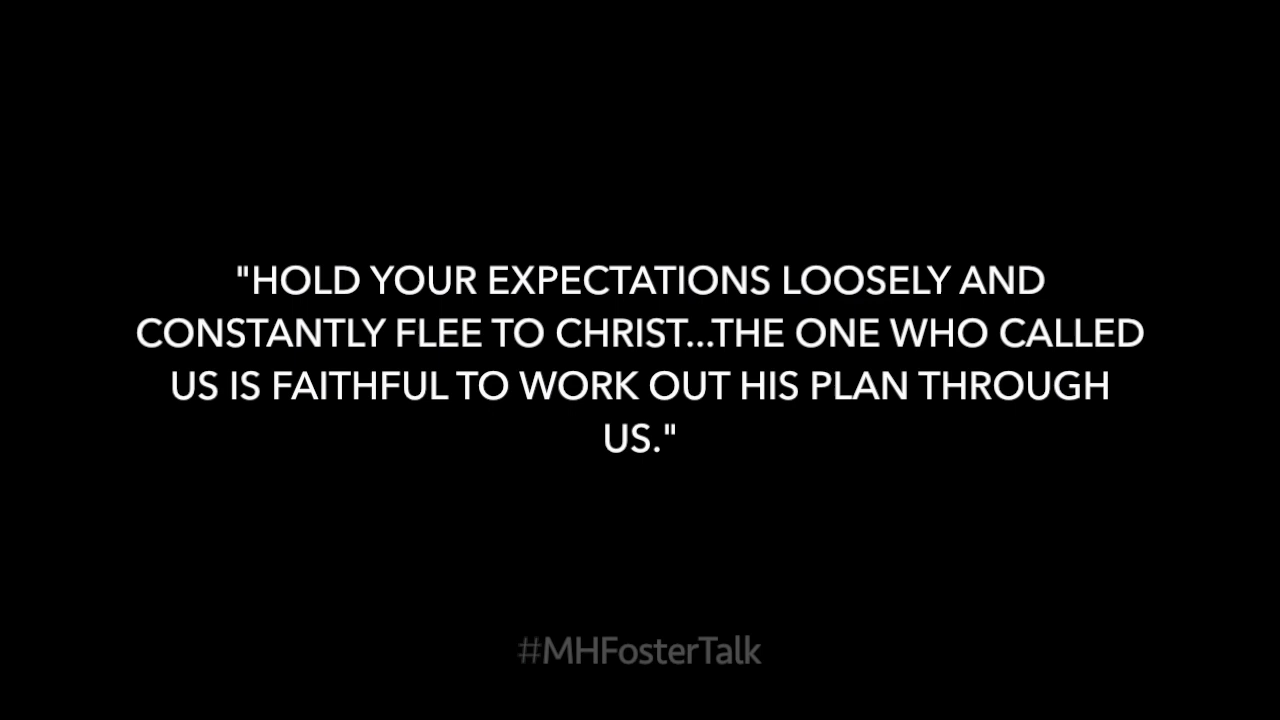 "HOLD YOUR EXPECTATIONS LOOSELY AND
CONSTANTLY FLEE TO CHRIST...THE ONE WHO CALLED
US IS FAITHFUL TO WORK OUT HIS PLAN THROUGH
US."
#MHFosterTalk